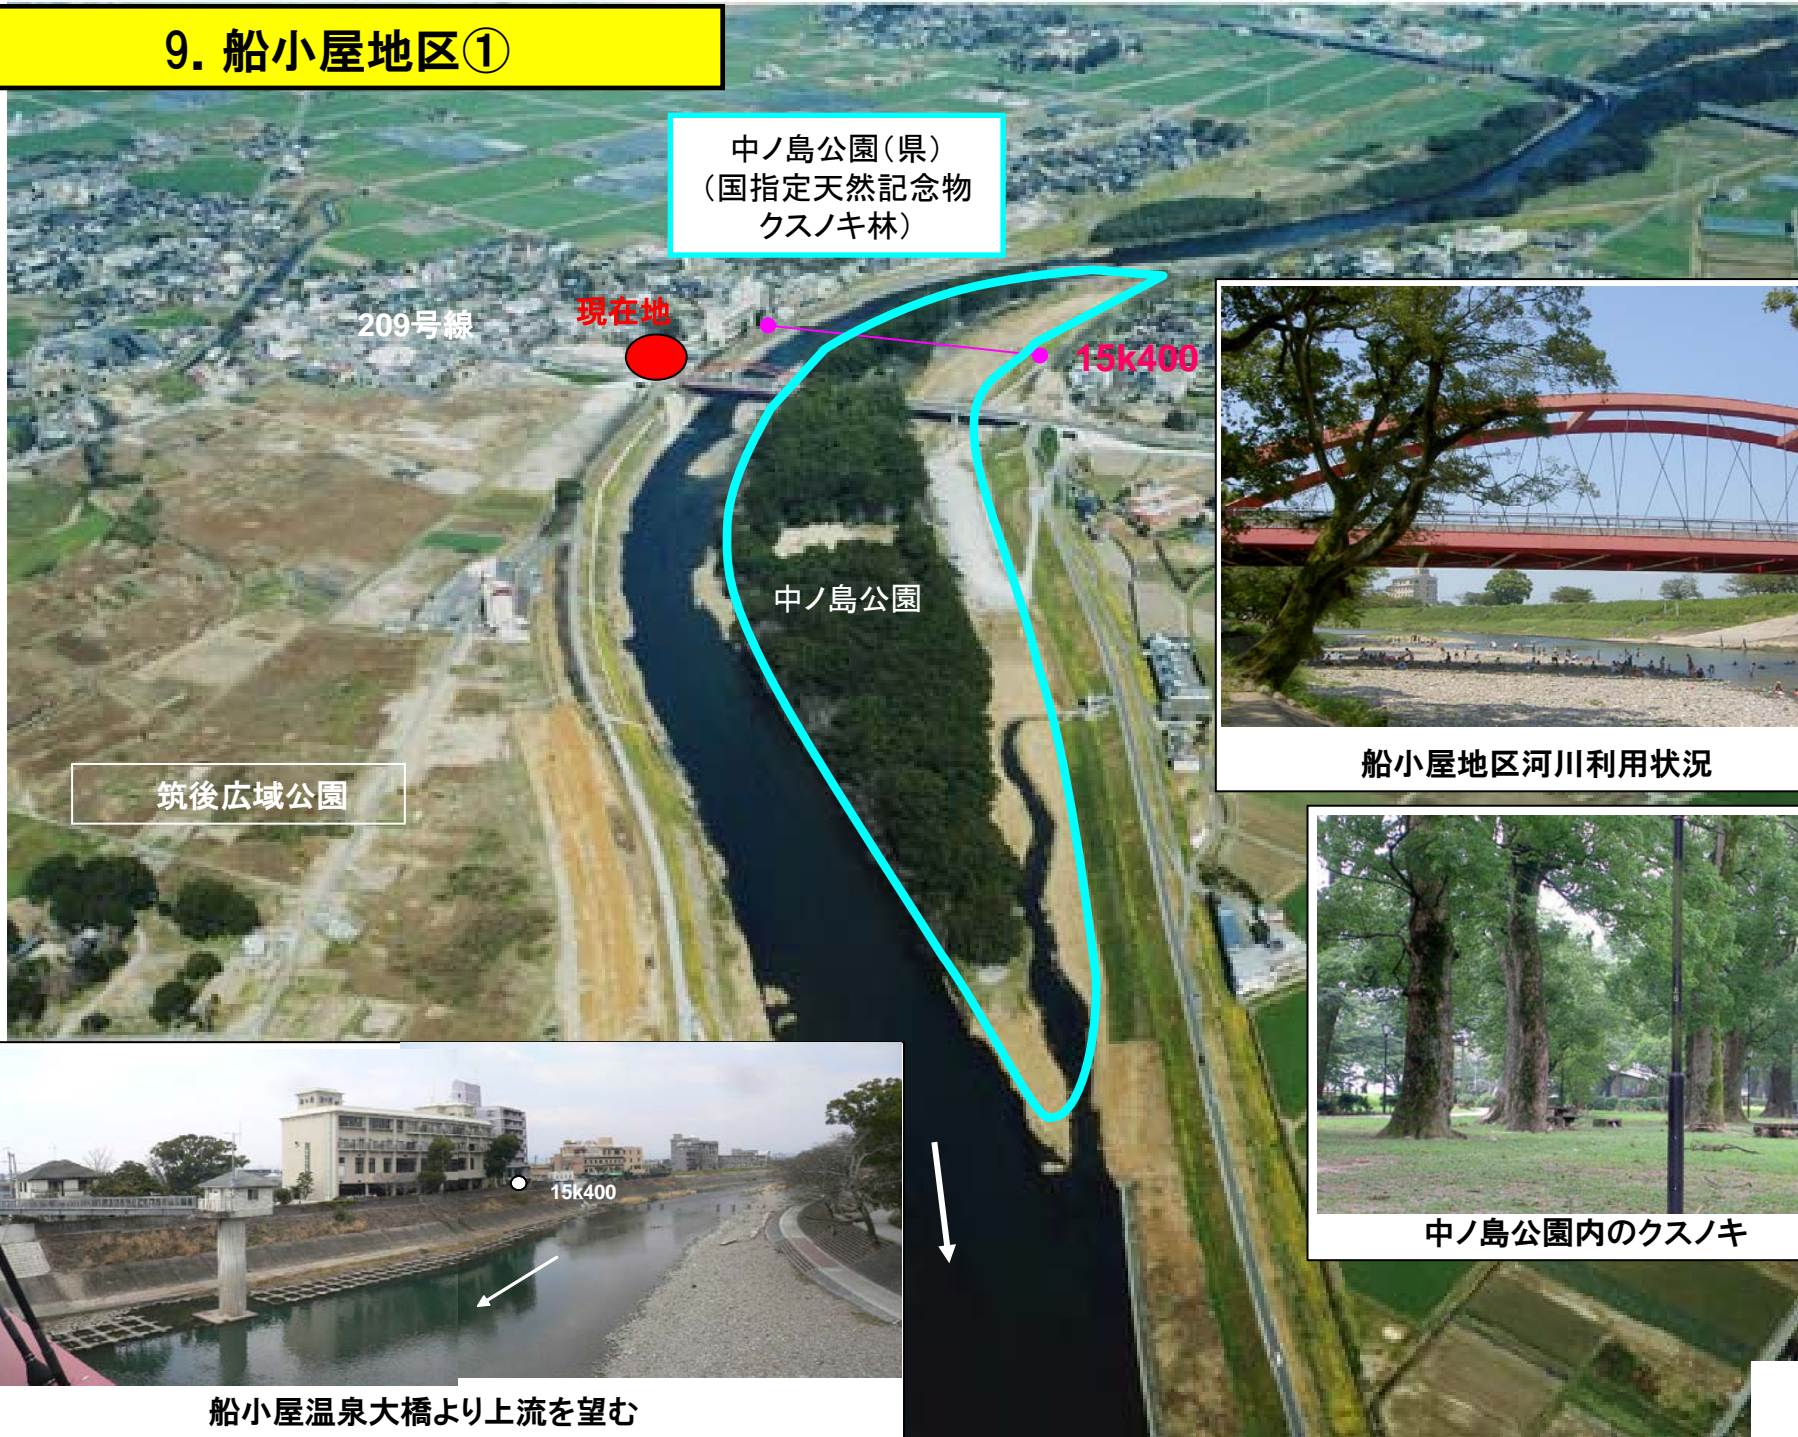 9. 船小屋地区①
中ノ島公園（県）
（国指定天然記念物
クスノキ林）
現在地
209号線
15k400
中ノ島公園
筑後広域公園
船小屋地区河川利用状況
中ノ島公園内のクスノキ
15k400
船小屋温泉大橋より上流を望む